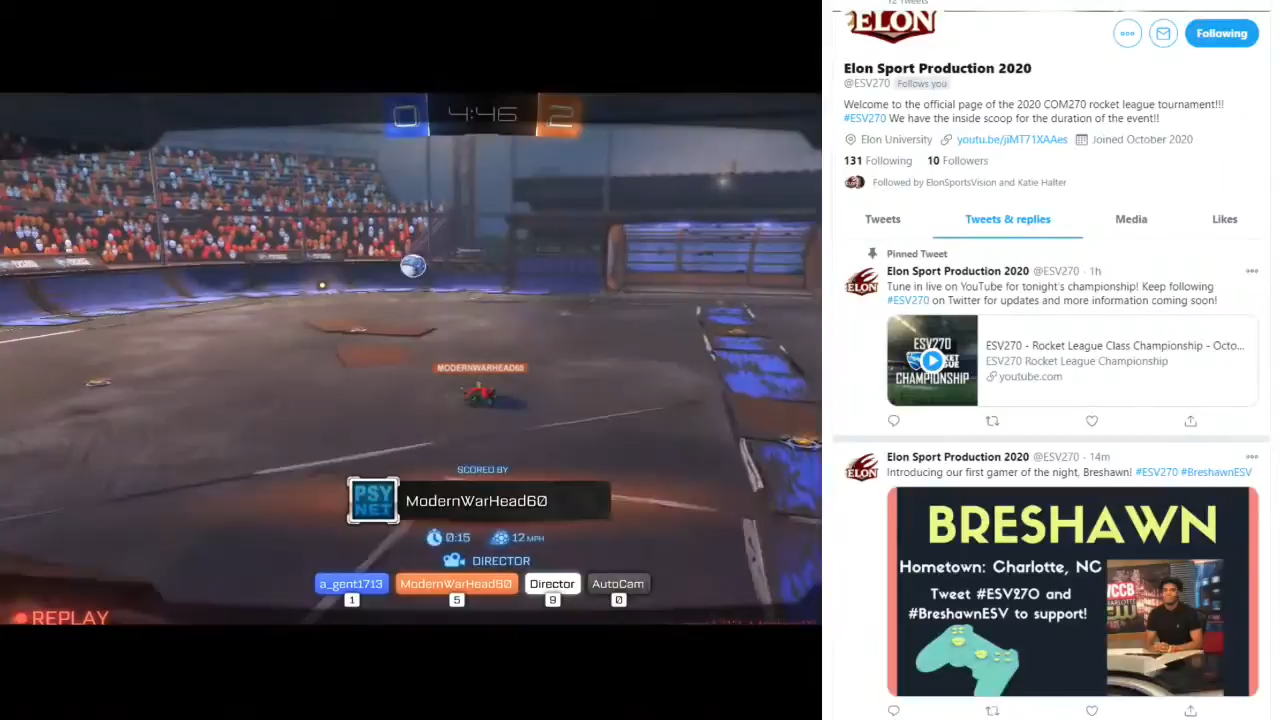 0 4:46 2
MODERNWARHEAD60
SCORED BY
PSY
NET
ModernWarHead60
0:15 12 MPH
DIRECTOR
a_gent1713 ModernWarHead60 Director AutoCam
1 5 9 0
REPLAY
12 Tweets
ELON
Following
Elon Sport Production 2020
@ESV270 Follows you
Welcome to the official page of the 2020 COM270 rocket league tournament!!!
#ESV270 We have the inside scoop for the duration of the event!!
Elon University youtu.be/jiMT71XAAes Joined October 2020
131 Following 10 Followers
Followed by ElonSportsVision and Katie Halter
Tweets Tweets & replies Media Likes
Pinned Tweet
Elon Sport Production 2020 @ESV270 · 1h
Tune in live on YouTube for tonight's championship! Keep following
#ESV270 on Twitter for updates and more information coming soon!
ELON
ESV270
CHAMPIONSHIP
ESV270 - Rocket League Class Championship - Octo...
ESV270 Rocket League Championship
youtube.com
Elon Sport Production 2020 @ESV270 · 14m
Introducing our first gamer of the night, Breshawn! #ESV270 #BreshawnESV
ELON
BRESHAWN
Hometown: Charlotte, NC
Tweet #ESV270 and
#BreshawnESV to support!